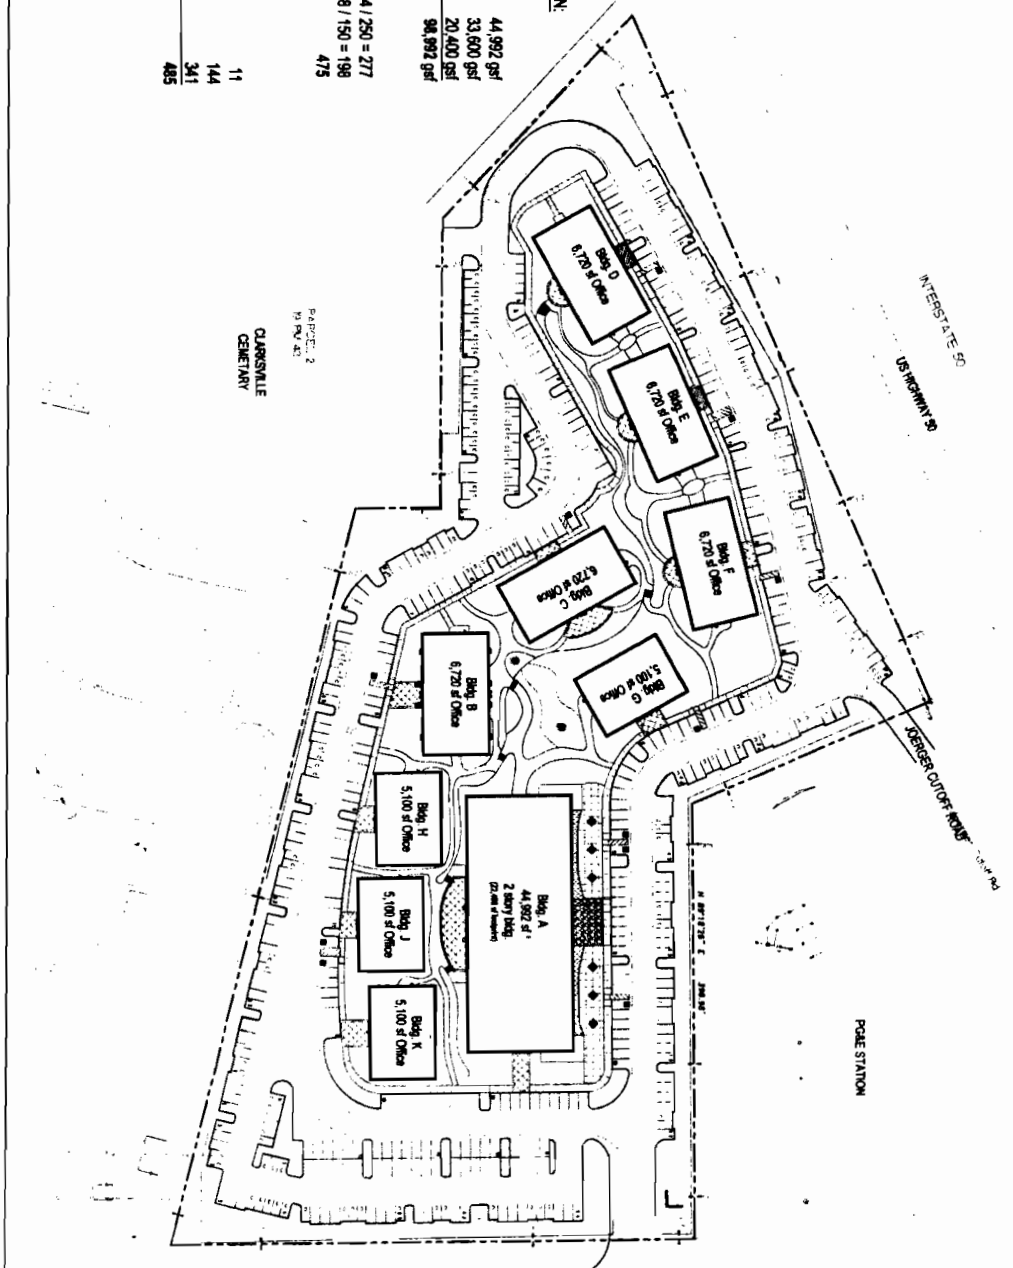 N:
44,992 gsf
33,600 gsf
20,400 gsf
98,992 gsf
4 / 250 = 277
8 / 150 = 198
475
11
144
341
485
INTERSTATE 50
US HIGHWAY 50
PARCEL 2
CLARKSVILLE
CEMETARY
Bldg. D
6,720 sf Office
Bldg. E
6,720 sf Office
Bldg. F
6,720 sf Office
Bldg. C
6,720 sf Office
Bldg. G
5,100 sf Office
Bldg. B
6,720 sf Office
JOERGER CUTOFF ROAD
Bldg. H
5,100 sf Office
Bldg. A
44,992 sf
2 story bldg.
Bldg. J
5,100 sf Office
Bldg. K
5,100 sf Office
PG&E STATION